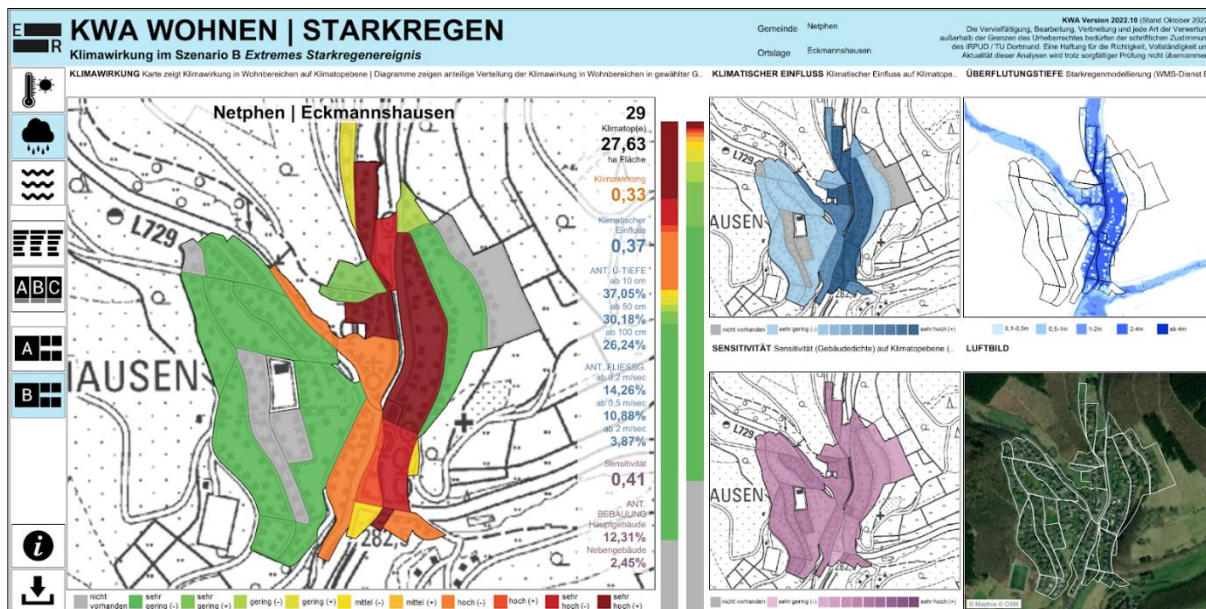 E
R
KWA WOHNEN | STARKREGEN
Klimawirkung im Szenario B Extremes Starkregenereignis
Gemeinde Netphen
Ortslage Eckmannshausen
KWA Version 2022.10 (Stand Oktober 2022
Die Vervielfältigung, Bearbeitung, Verbreitung und jede Art der Verwertun
außerhalb der Grenzen des Urheberrechtes bedürfen der schriftlichen Zustimmun
des IRPUD / TU Dortmund. Eine Haftung für die Richtigkeit, Vollständigkeit un
Aktualität dieser Analysen wird trotz sorgfältiger Prüfung nicht übernommen
KLIMAWIRKUNG Karte zeigt Klimawirkung in Wohnbereichen auf Klimatopebene | Diagramme zeigen anteilige Verteilung der Klimawirkung in Wohnbereichen in gewählter G..
Netphen | Eckmannshausen
29
Klimatop(e)
27,63
ha Fläche
Klimawirkung
0,33
Klimatischer
Einfluss
0,37
ANT. Ü-TIEFE
ab 10 cm
37,05%
ab 50 cm
30,18%
ab 100 cm
26,24%
ANT. FLIESSG.
ab 0,2 m/sec
14,26%
ab 0,5 m/sec
10,88%
ab 2 m/sec
3,87%
Sensitivität
0,41
ANT.
BEBAUUNG
Hauptgebäude
12,31%
Nebengebäude
2,45%
L729
HAUSEN
282,5
ABC
A
B
i
nicht vorhanden
sehr gering (-)
sehr gering (+)
gering (-)
gering (+)
mittel (-)
mittel (+)
hoch (-)
hoch (+)
sehr hoch (-)
sehr hoch (+)
KLIMATISCHER EINFLUSS Klimatischer Einfluss auf Klimatope..
L729
AUSEN
nicht vorhanden sehr gering (-) sehr hoch (+)
ÜBERFLUTUNGSTIEFE Starkregenmodellierung (WMS-Dienst B
0,1-0,5m 0,5-1m 1-2m 2-4m ab 4m
SENSITIVITÄT Sensitivität (Gebäudedichte) auf Klimatopebene (..
L729
AUSEN
nicht vorhanden sehr gering (-) sehr hoch (+)
LUFTBILD
© Mapbox © OSM